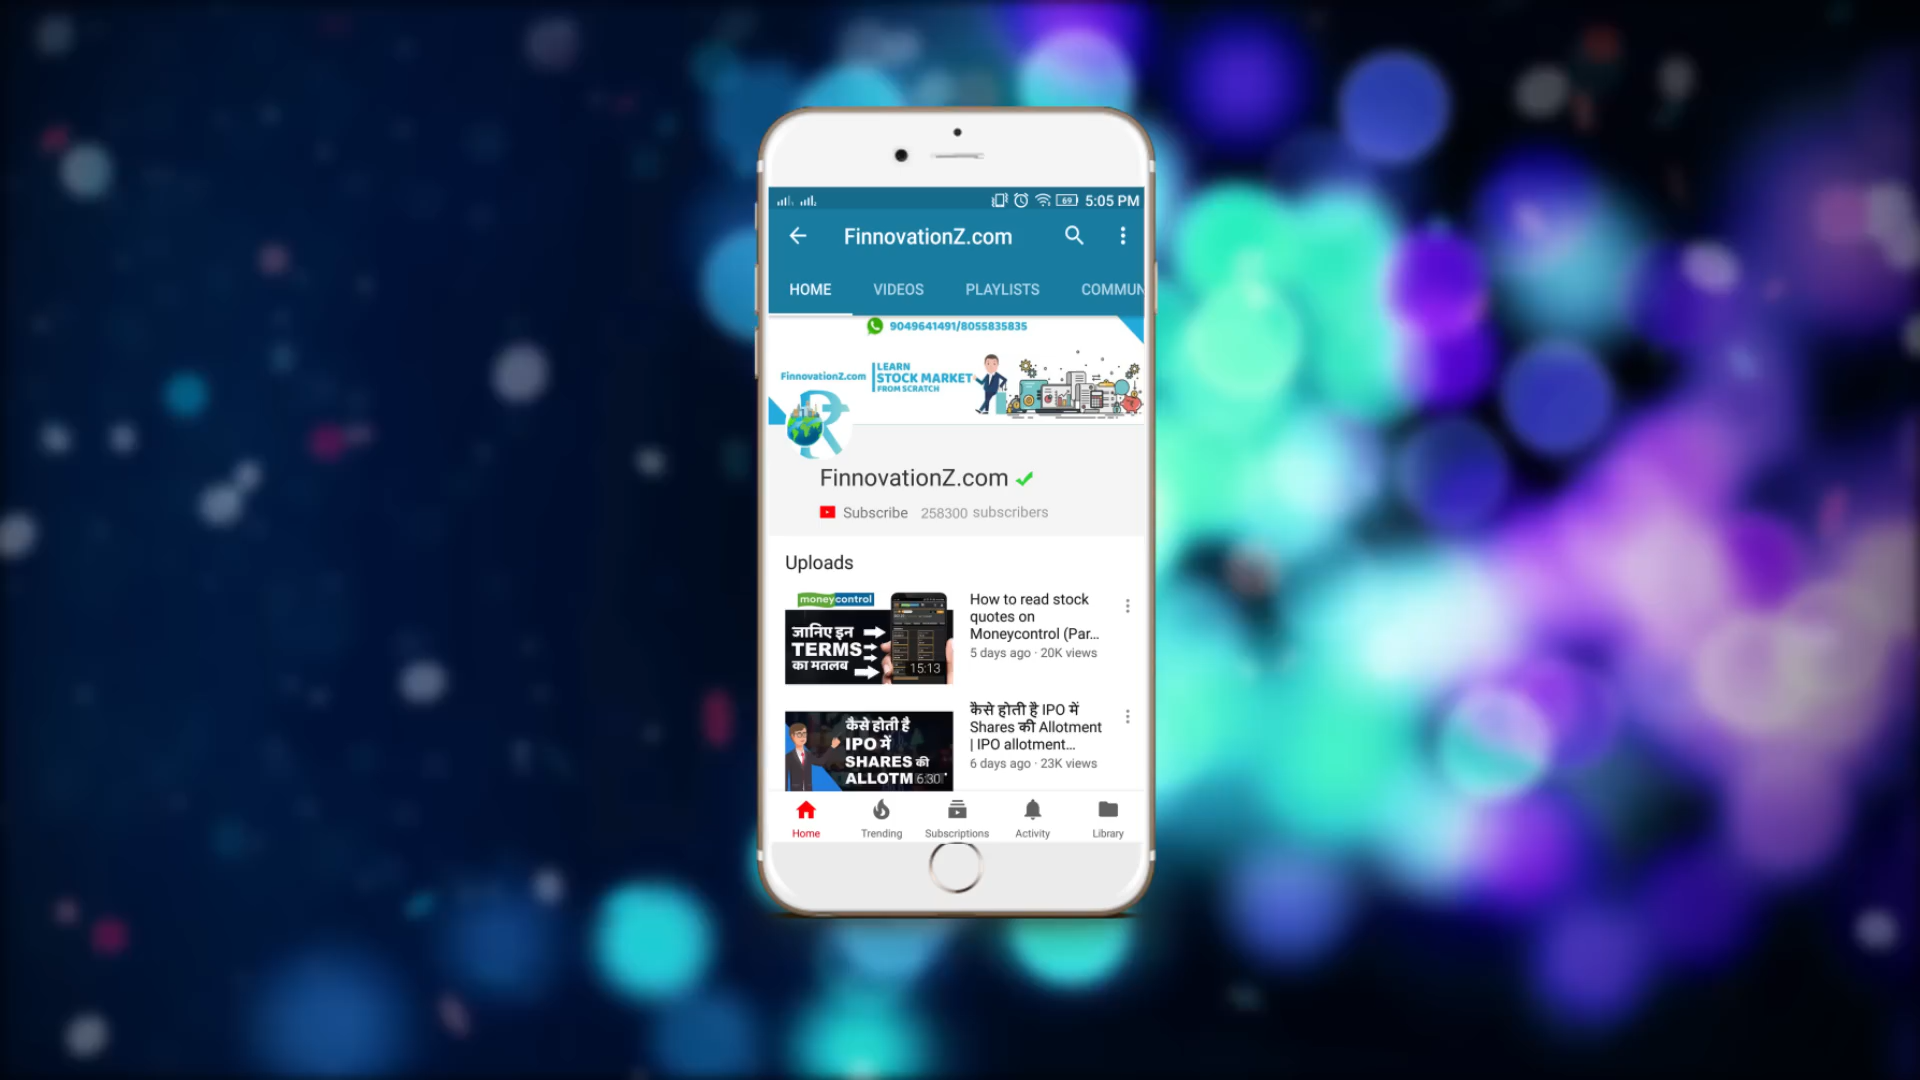 69 5:05 PM
FinnovationZ.com
HOME VIDEOS PLAYLISTS COMMUN
9049641491/8055835835
FinnovationZ.com
LEARN
STOCK MARKET
FROM SCRATCH
FinnovationZ.com
Subscribe 258300 subscribers
Uploads
moneycontrol
जानिए इन
TERMS
का मतलब
15:13
How to read stock
quotes on
Moneycontrol (Par...
5 days ago · 20K views
कैसे होती है
IPO में
SHARES की
ALLOTM
6:30
कैसे होती है IPO में
Shares की Allotment
| IPO allotment...
6 days ago · 23K views
Home Trending Subscriptions Activity Library